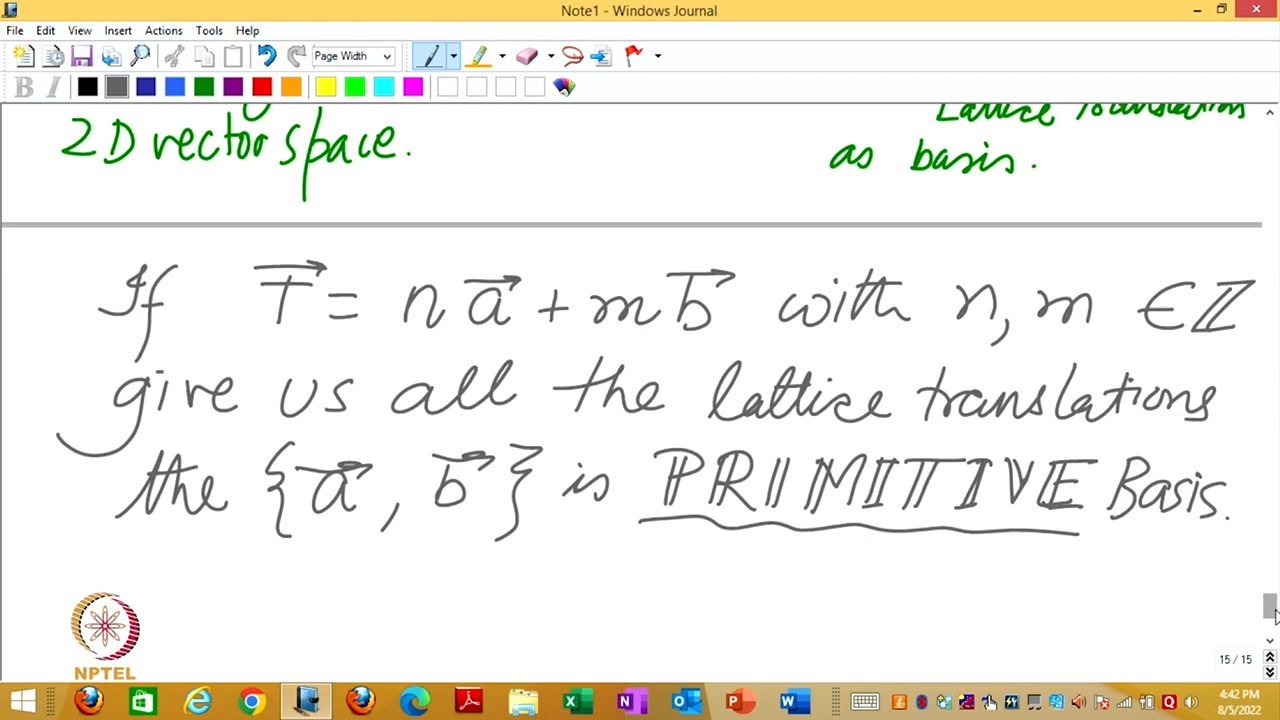 Note1 - Windows Journal
File Edit View Insert Actions Tools Help
Page Width
B I
2D vector space.
Lattice Translation
as basis.
If T⃗ = n a⃗ + m b⃗ with n, m ∈ ℤ
give us all the lattice translations
the {a⃗, b⃗} is PRIMITIVE Basis.
NPTEL
15 / 15
4:42 PM
8/5/2022